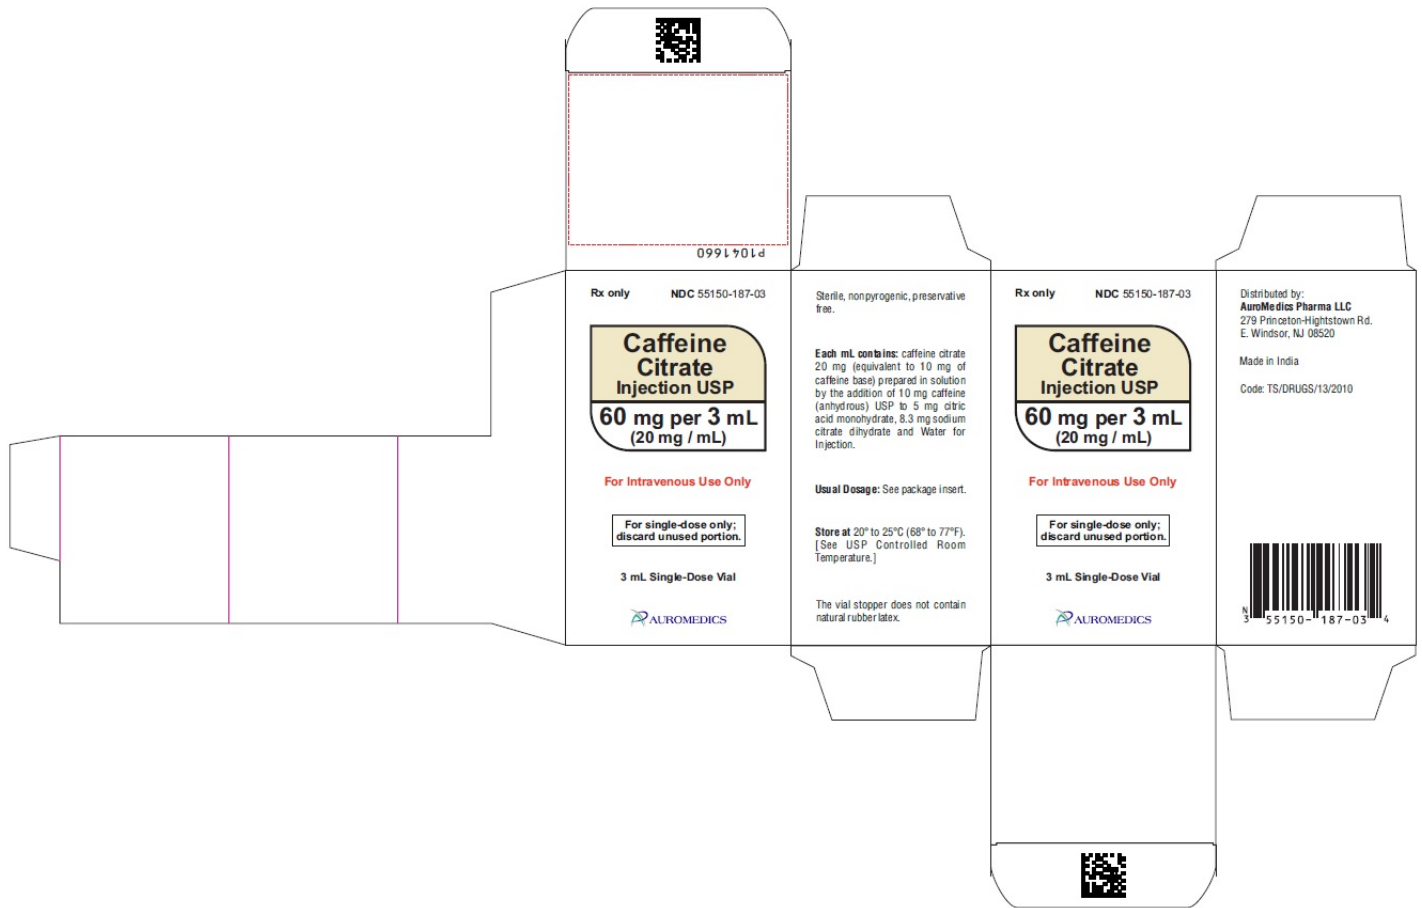 P1041660
Rx only NDC 55150-187-03
Caffeine
Citrate
Injection USP
60 mg per 3 mL
(20 mg / mL)
For Intravenous Use Only
For single-dose only;
discard unused portion.
3 mL Single-Dose Vial
AUROMEDICS
Sterile, nonpyrogenic, preservative
free.
Each mL contains: caffeine citrate
20 mg (equivalent to 10 mg of
caffeine base) prepared in solution
by the addition of 10 mg caffeine
(anhydrous) USP to 5 mg citric
acid monohydrate, 8.3 mg sodium
citrate dihydrate and Water for
Injection.
Usual Dosage: See package insert.
Store at 20° to 25°C (68° to 77°F).
[See USP Controlled Room
Temperature.]
The vial stopper does not contain
natural rubber latex.
Rx only NDC 55150-187-03
Caffeine
Citrate
Injection USP
60 mg per 3 mL
(20 mg / mL)
For Intravenous Use Only
For single-dose only;
discard unused portion.
3 mL Single-Dose Vial
AUROMEDICS
Distributed by:
AuroMedics Pharma LLC
279 Princeton-Hightstown Rd.
E. Windsor, NJ 08520
Made in India
Code: TS/DRUGS/13/2010
N
3 55150-187-03 4